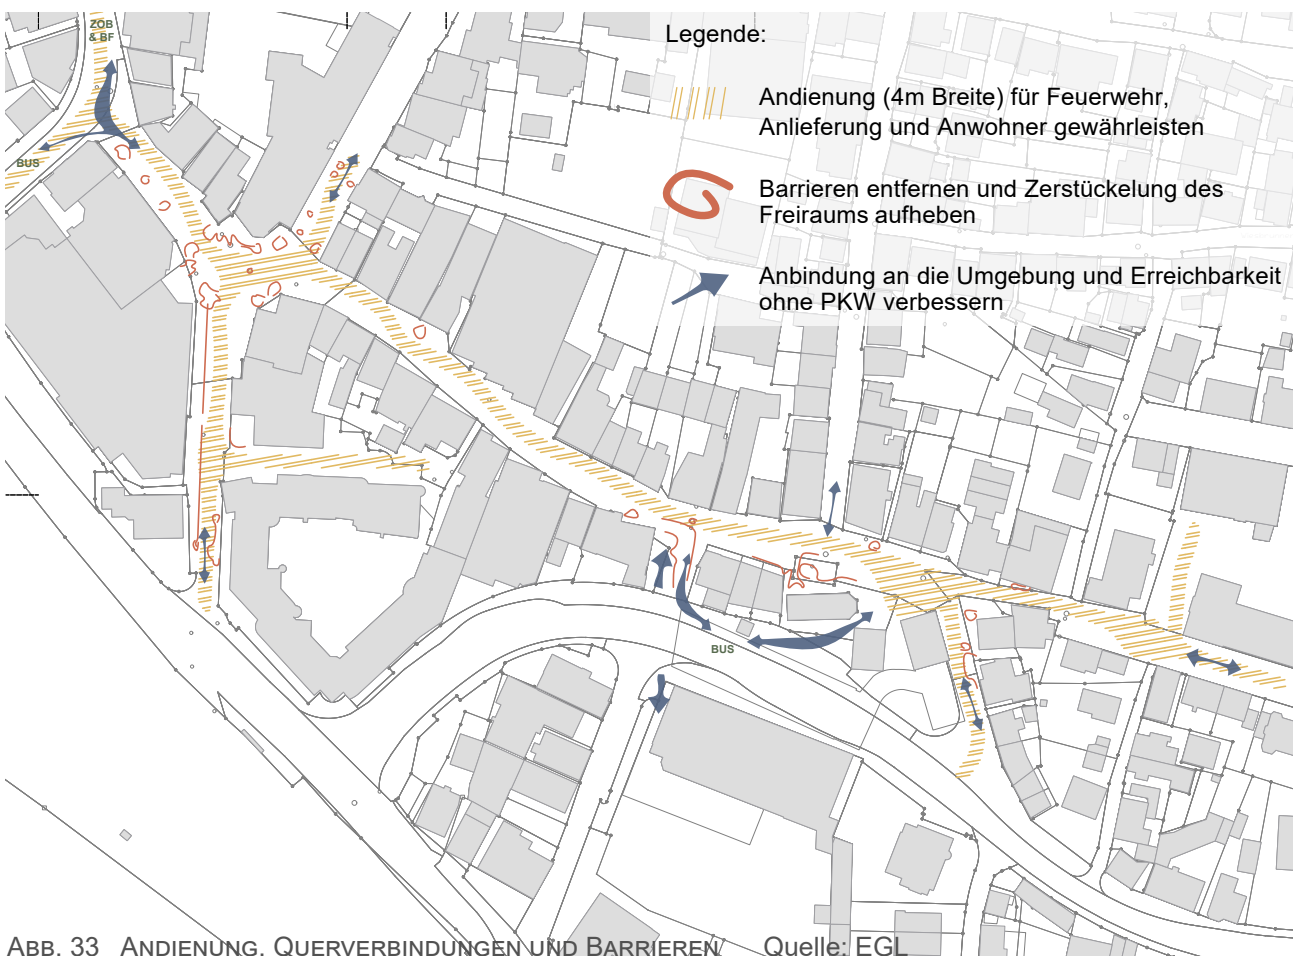 ZOB
& BF
Legende:
Andienung (4m Breite) für Feuerwehr,
Anlieferung und Anwohner gewährleisten
BUS
Barrieren entfernen und Zerstückelung des
Freiraums aufheben
Anbindung an die Umgebung und Erreichbarkeit
ohne PKW verbessern
BUS
ABB. 33 ANDIENUNG, QUERVERBINDUNGEN UND BARRIEREN Quelle: EGL